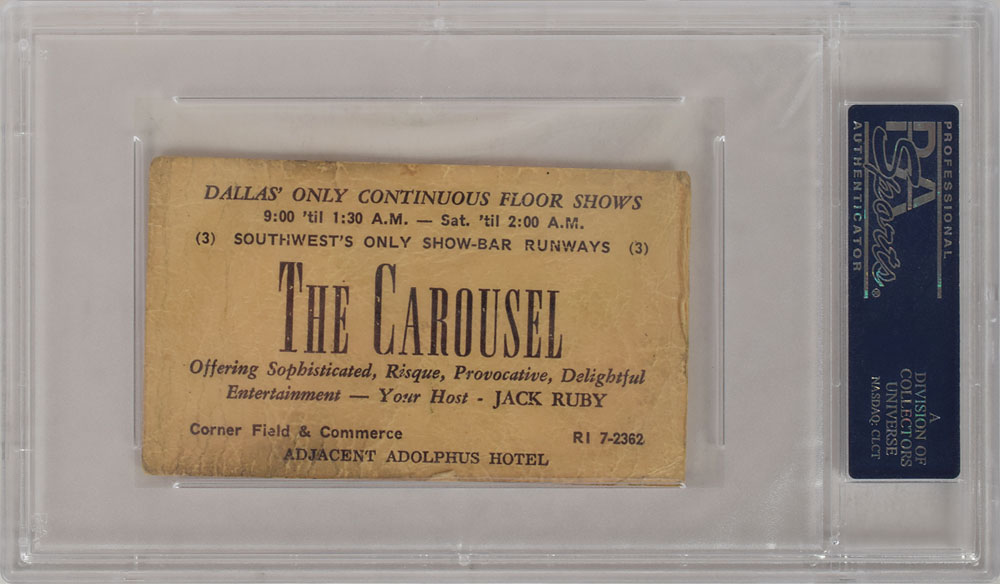 DALLAS' ONLY CONTINUOUS FLOOR SHOWS
9:00 'til 1:30 A.M. — Sat. 'til 2:00 A.M.
(3) SOUTHWEST'S ONLY SHOW-BAR RUNWAYS (3)
THE CAROUSEL
Offering Sophisticated, Risque, Provocative, Delightful
Entertainment — Your Host - JACK RUBY
Corner Field & Commerce RI 7-2362
ADJACENT ADOLPHUS HOTEL
PROFESSIONAL
PSA
Sports®
AUTHENTICATOR
A
DIVISION OF
COLLECTORS
UNIVERSE
NASDAQ: CLCT